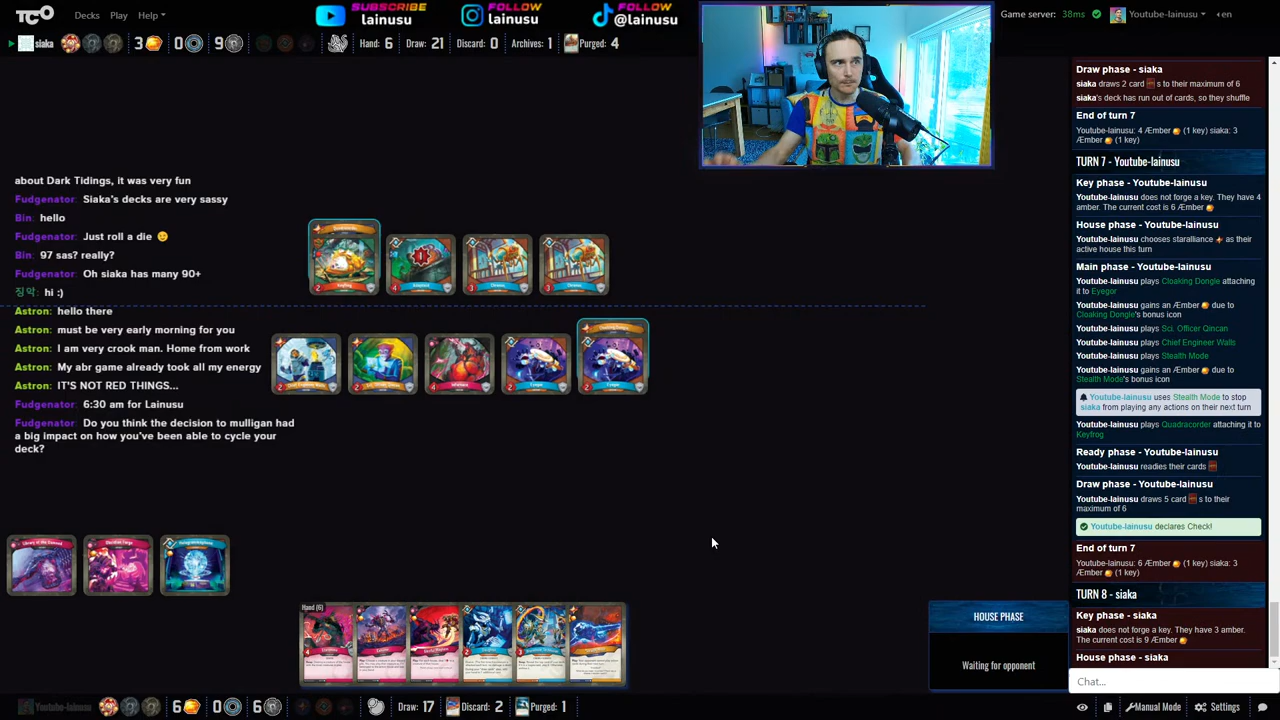 TCO
Decks
Play
Help
SUBSCRIBE
lainusu
FOLLOW
lainusu
FOLLOW
@lainusu
Game server: 38ms
Youtube-lainusu
en
siaka
3
0
9
Hand: 6
Draw: 21
Discard: 0
Archives: 1
Purged: 4
about Dark Tidings, it was very fun
Fudgenator: Siaka's decks are very sassy
Bin: hello
Fudgenator: Just roll a die 😉
Bin: 97 sas? really?
Fudgenator: Oh siaka has many 90+
징악: hi :)
Astron: hello there
Astron: must be very early morning for you
Astron: I am very crook man. Home from work
Astron: My abr game already took all my energy
Astron: IT'S NOT RED THINGS...
Fudgenator: 6:30 am for Lainusu
Fudgenator: Do you think the decision to mulligan had
a big impact on how you've been able to cycle your
deck?
Draw phase - siaka
siaka draws 2 card s to their maximum of 6
siaka's deck has run out of cards, so they shuffle
End of turn 7
Youtube-lainusu: 4 Æmber (1 key) siaka: 3
Æmber (1 key)
TURN 7 - Youtube-lainusu
Key phase - Youtube-lainusu
Youtube-lainusu does not forge a key. They have 4
amber. The current cost is 6 Æmber
House phase - Youtube-lainusu
Youtube-lainusu chooses staralliance as their
active house this turn
Main phase - Youtube-lainusu
Youtube-lainusu plays Cloaking Dongle attaching
it to Eyegor
Youtube-lainusu gains an Æmber due to
Cloaking Dongle's bonus icon
Youtube-lainusu plays Sci. Officer Qincan
Youtube-lainusu plays Chief Engineer Walls
Youtube-lainusu plays Stealth Mode
Youtube-lainusu gains an Æmber due to
Stealth Mode's bonus icon
Youtube-lainusu uses Stealth Mode to stop
siaka from playing any actions on their next turn
Youtube-lainusu plays Quadracorder attaching it to
Keyfrog
Ready phase - Youtube-lainusu
Youtube-lainusu readies their cards
Draw phase - Youtube-lainusu
Youtube-lainusu draws 5 card s to their
maximum of 6
Youtube-lainusu declares Check!
End of turn 7
Youtube-lainusu: 6 Æmber (1 key) siaka: 3
Æmber (1 key)
TURN 8 - siaka
Key phase - siaka
siaka does not forge a key. They have 3 amber.
The current cost is 9 Æmber
House phase - siaka
Chat...
HOUSE PHASE
Waiting for opponent
Hand (6)
Youtube-lainusu
6
0
6
Draw: 17
Discard: 2
Purged: 1
Manual Mode
Settings